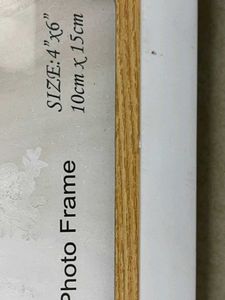 SIZE:4"x6"
10cm x 15cm
Photo Frame